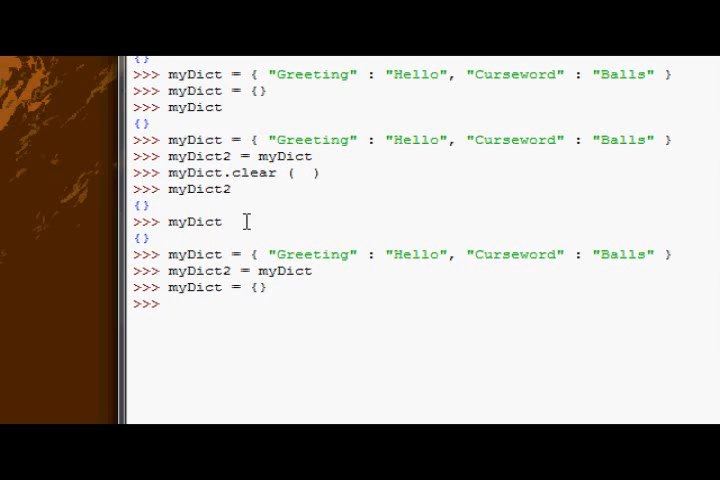 {}
>>> myDict = { "Greeting" : "Hello", "Curseword" : "Balls" }
>>> myDict = {}
>>> myDict
{}
>>> myDict = { "Greeting" : "Hello", "Curseword" : "Balls" }
>>> myDict2 = myDict
>>> myDict.clear (  )
>>> myDict2
{}
>>> myDict
{}
>>> myDict = { "Greeting" : "Hello", "Curseword" : "Balls" }
>>> myDict2 = myDict
>>> myDict = {}
>>>